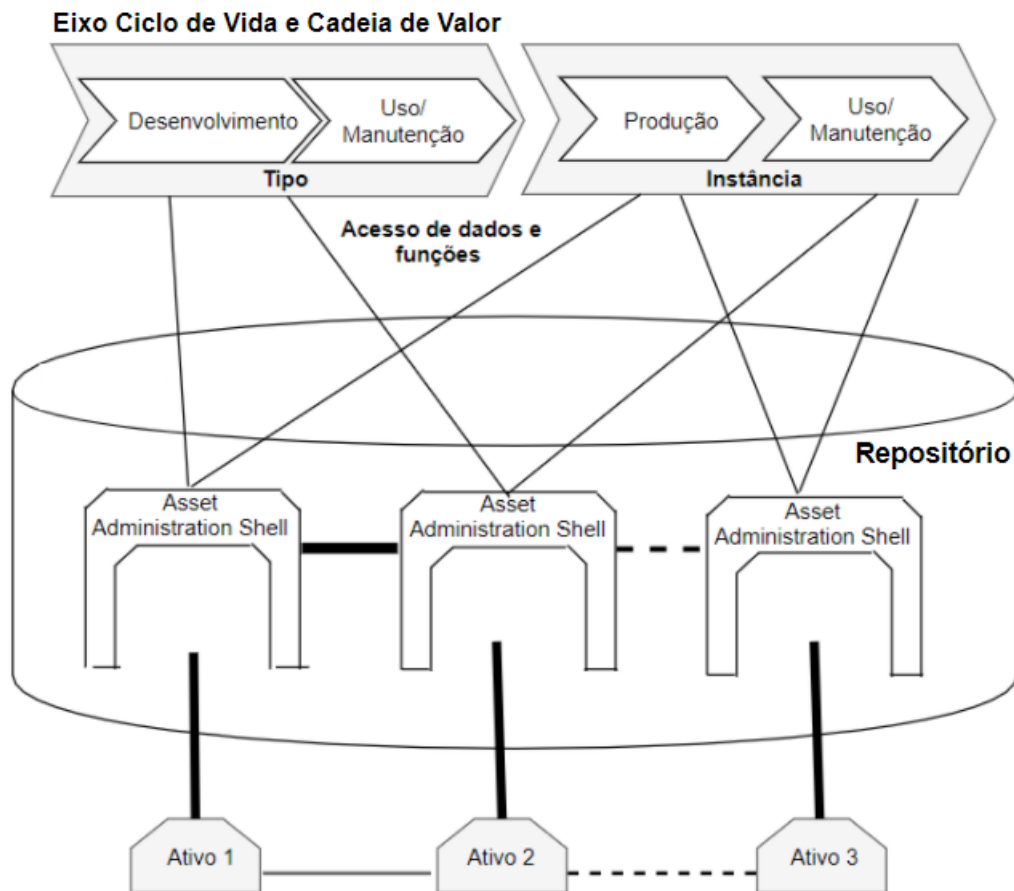 Eixo Ciclo de Vida e Cadeia de Valor
Desenvolvimento
Uso/
Manutenção
Tipo
Produção
Uso/
Manutenção
Instância
Acesso de dados e
funções
Repositório
Asset
Administration Shell
Asset
Administration Shell
Asset
Administration Shell
Ativo 1
Ativo 2
Ativo 3